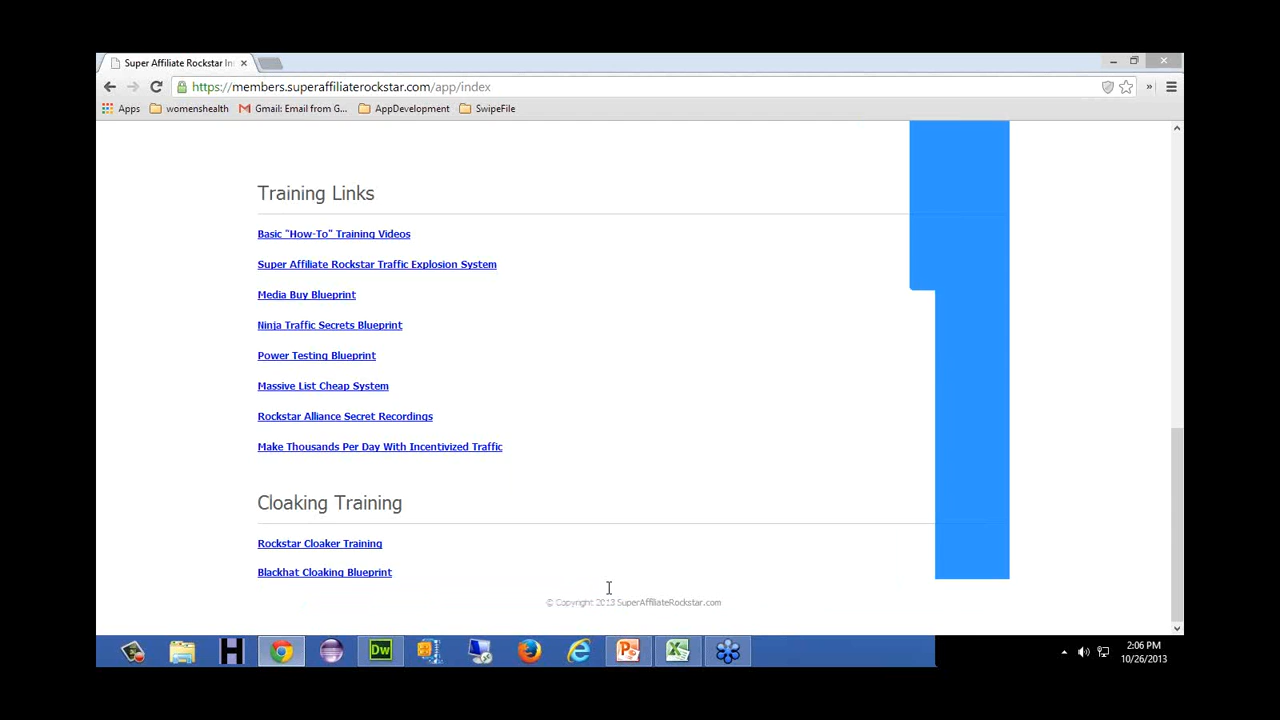 Super Affiliate Rockstar In
https://members.superaffiliaterockstar.com/app/index
Apps
womenshealth
Gmail: Email from G...
AppDevelopment
SwipeFile
»
Training Links
Basic "How-To" Training Videos
Super Affiliate Rockstar Traffic Explosion System
Media Buy Blueprint
Ninja Traffic Secrets Blueprint
Power Testing Blueprint
Massive List Cheap System
Rockstar Alliance Secret Recordings
Make Thousands Per Day With Incentivized Traffic
Cloaking Training
Rockstar Cloaker Training
Blackhat Cloaking Blueprint
© Copyright 2013 SuperAffiliateRockstar.com
H
Dw
2:06 PM
10/26/2013